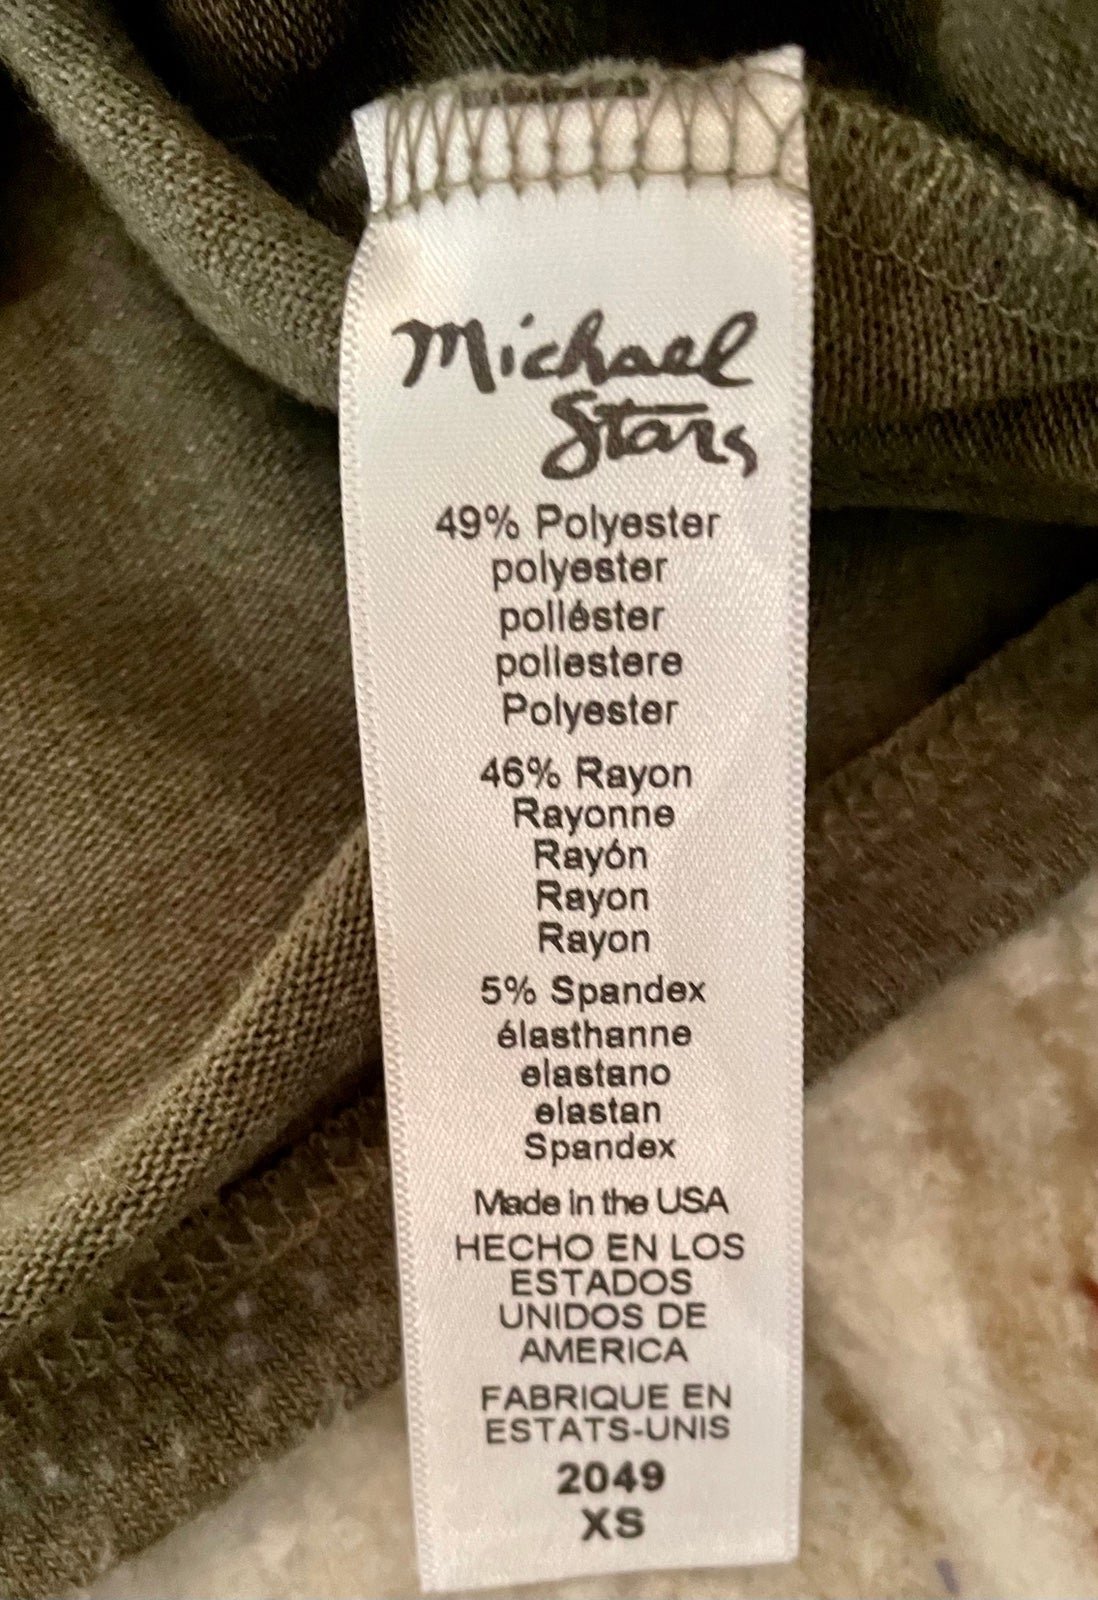 Michael
Stars
49% Polyester
polyester
poliéster
poliestere
Polyester
46% Rayon
Rayonne
Rayón
Rayon
Rayon
5% Spandex
élasthanne
elastano
elastan
Spandex
Made in the USA
HECHO EN LOS
ESTADOS
UNIDOS DE
AMERICA
FABRIQUE EN
ESTATS-UNIS
2049
XS